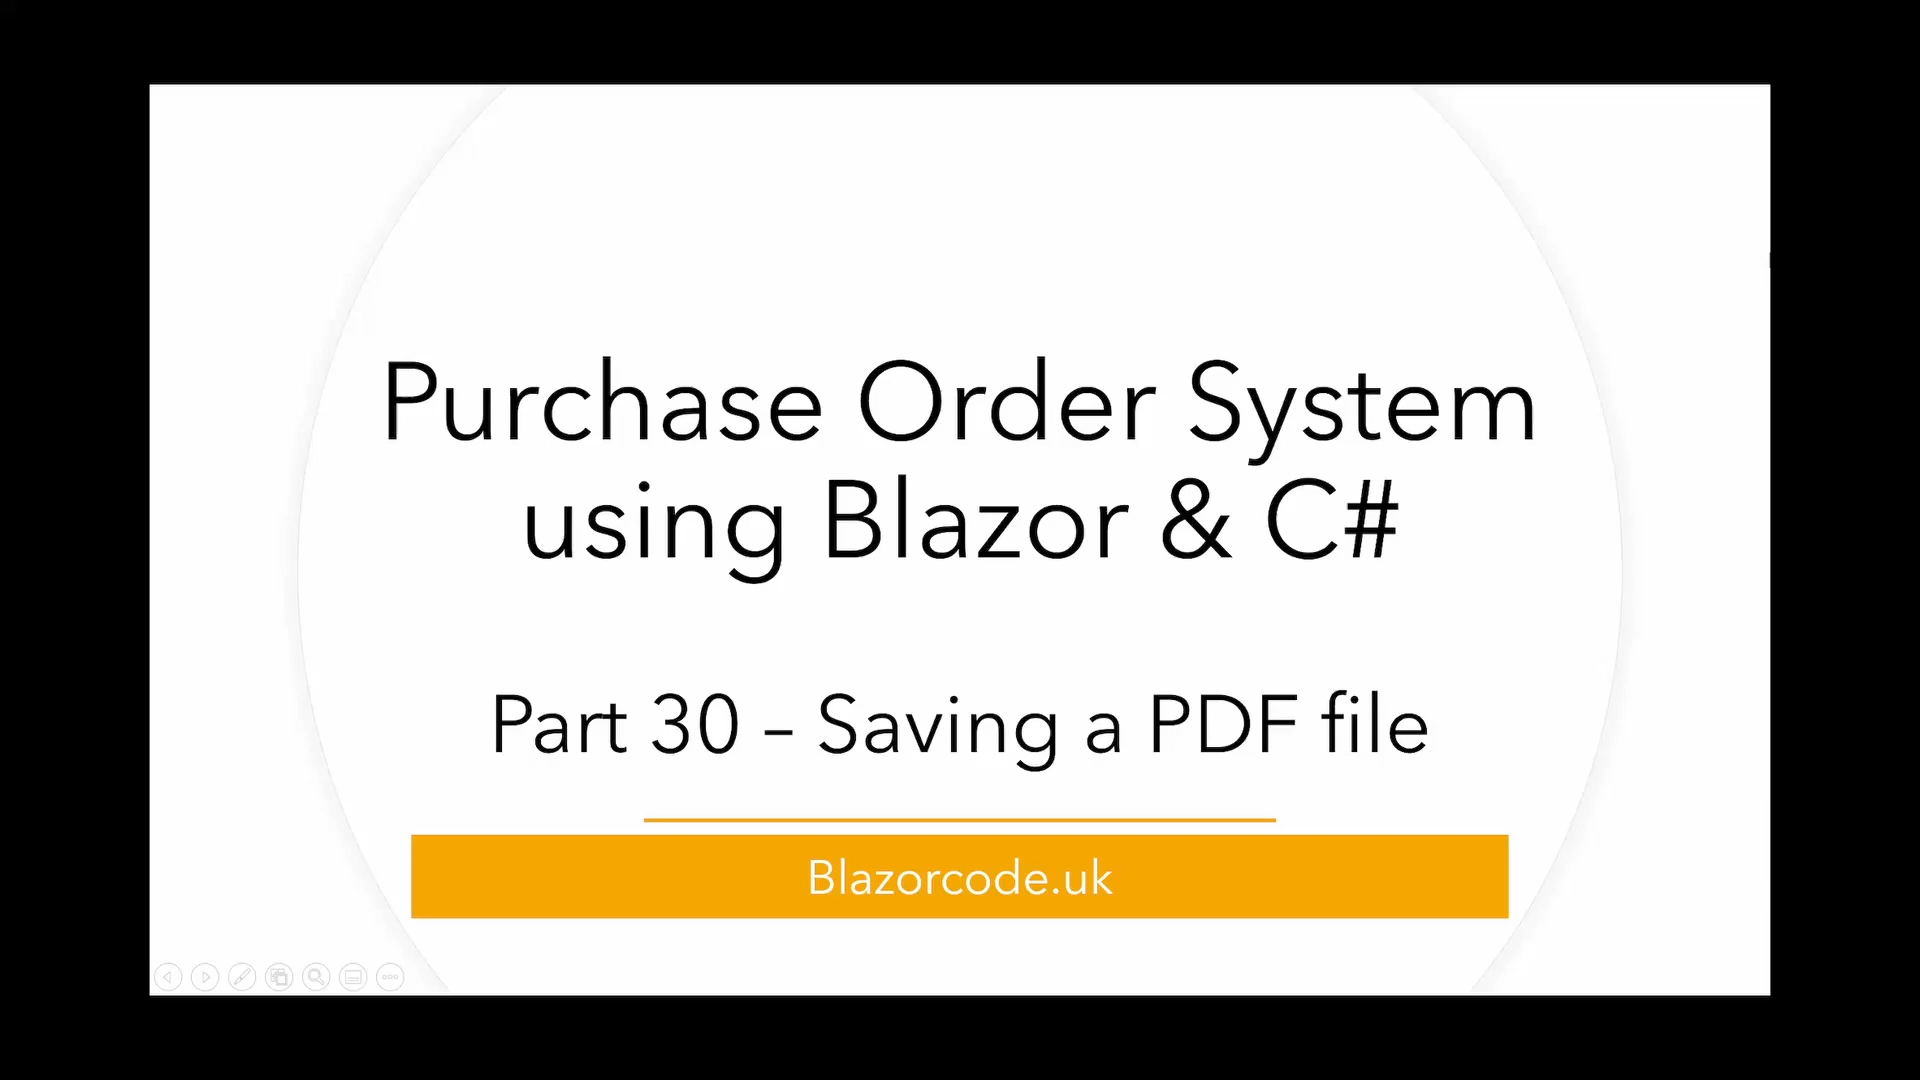 Purchase Order System
using Blazor & C#
Part 30 – Saving a PDF file
Blazorcode.uk